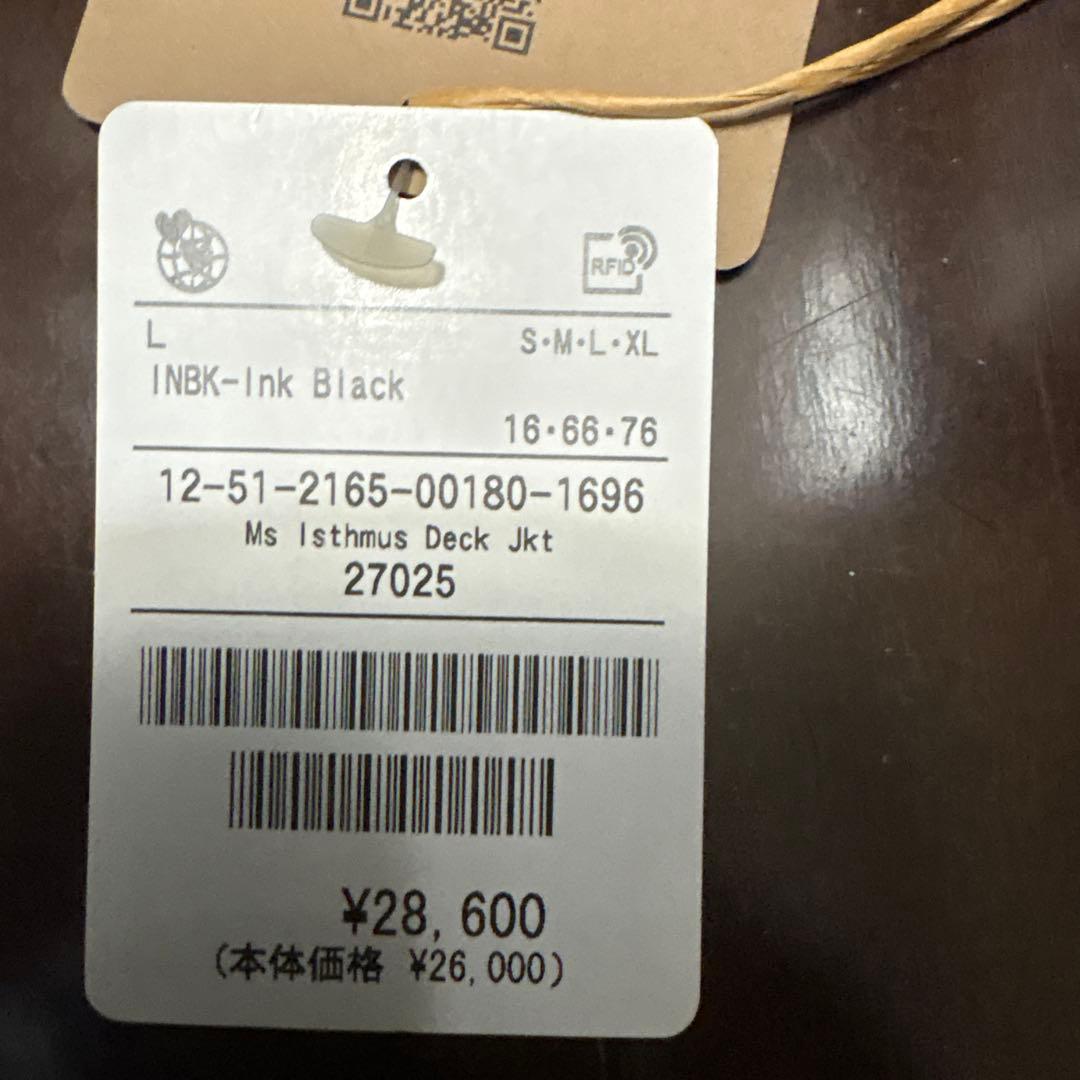 RFID
L
S・M・L・XL
INBK-Ink Black
16・66・76
12-51-2165-00180-1696
Ms Isthmus Deck Jkt
27025
¥28,600
(本体価格 ¥26,000)